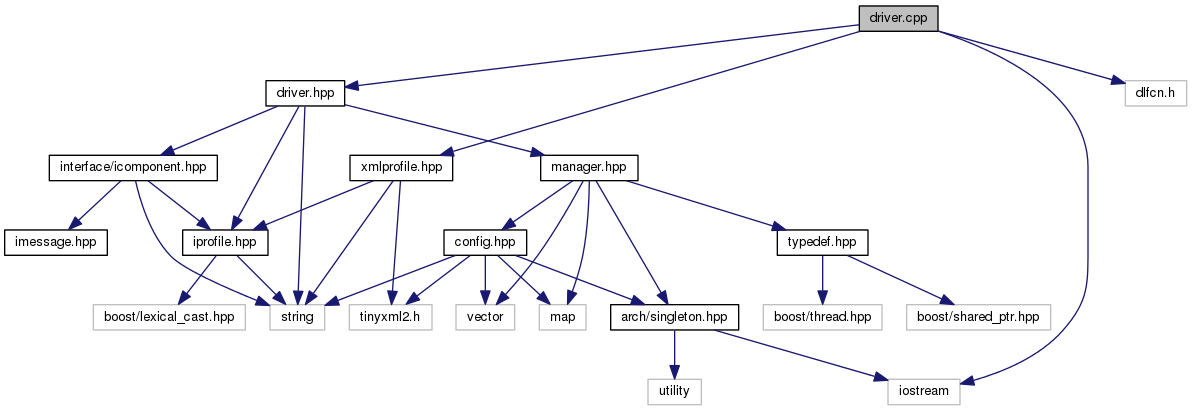 driver.cpp
driver.hpp
dlfcn.h
interface/icomponent.hpp
xmlprofile.hpp
manager.hpp
imessage.hpp
iprofile.hpp
config.hpp
typedef.hpp
boost/lexical_cast.hpp
string
tinyxml2.h
vector
map
arch/singleton.hpp
boost/thread.hpp
boost/shared_ptr.hpp
utility
iostream